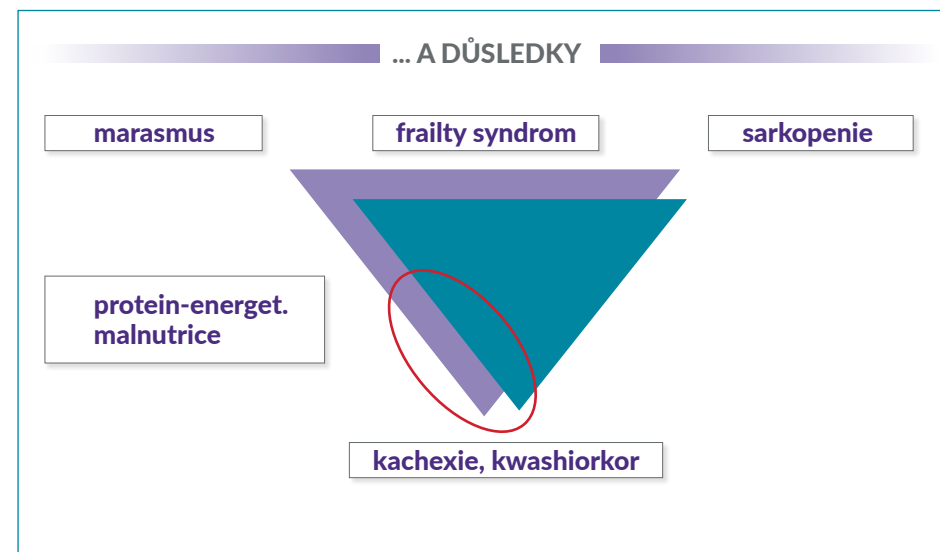 ... A DŮSLEDKY
marasmus
frailty syndrom
sarkopenie
protein-energet.
malnutrice
kachexie, kwashiorkor